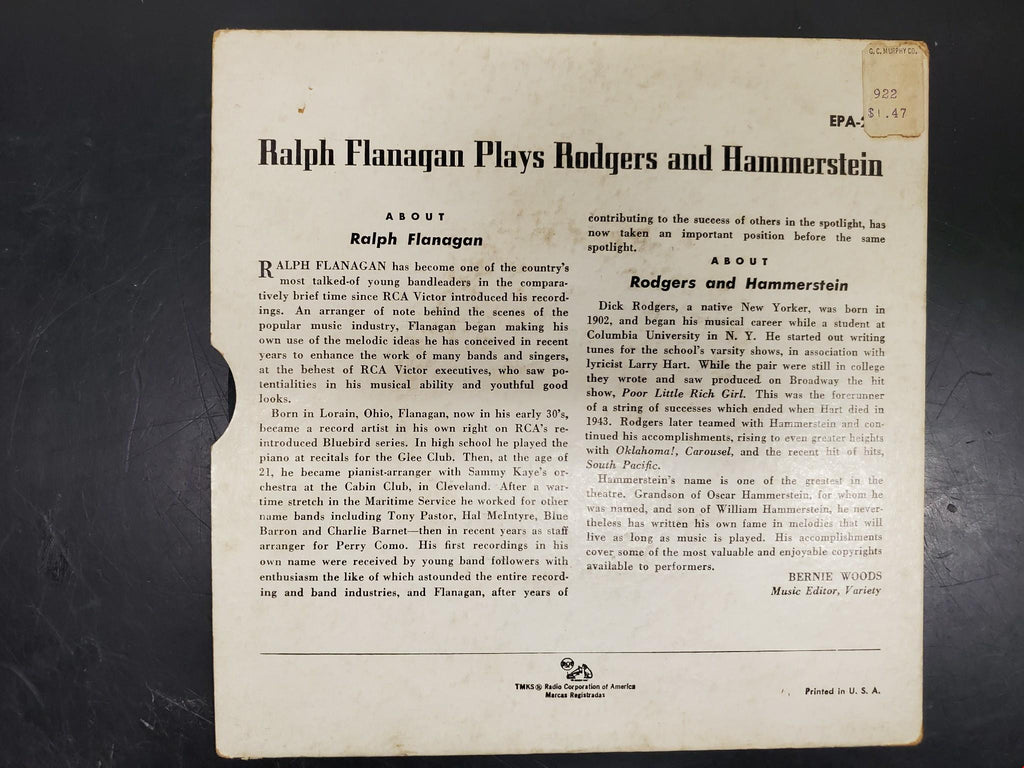 G. C. MURPHY CO.
922
$1.47
EPA-
Ralph Flanagan Plays Rodgers and Hammerstein
ABOUT
Ralph Flanagan
RALPH FLANAGAN has become one of the country's
most talked-of young bandleaders in the compara-
tively brief time since RCA Victor introduced his record-
ings. An arranger of note behind the scenes of the
popular music industry, Flanagan began making his
own use of the melodic ideas he has conceived in recent
years to enhance the work of many bands and singers,
at the behest of RCA Victor executives, who saw po-
tentialities in his musical ability and youthful good
looks.
Born in Lorain, Ohio, Flanagan, now in his early 30's,
became a record artist in his own right on RCA's re-
introduced Bluebird series. In high school he played the
piano at recitals for the Glee Club. Then, at the age of
21, he became pianist-arranger with Sammy Kaye's or-
chestra at the Cabin Club, in Cleveland. After a war-
time stretch in the Maritime Service he worked for other
name bands including Tony Pastor, Hal McIntyre, Blue
Barron and Charlie Barnet—then in recent years as staff
arranger for Perry Como. His first recordings in his
own name were received by young band followers with
enthusiasm the like of which astounded the entire record-
ing and band industries, and Flanagan, after years of
contributing to the success of others in the spotlight, has
now taken an important position before the same
spotlight.
ABOUT
Rodgers and Hammerstein
Dick Rodgers, a native New Yorker, was born in
1902, and began his musical career while a student at
Columbia University in N. Y. He started out writing
tunes for the school's varsity shows, in association with
lyricist Larry Hart. While the pair were still in college
they wrote and saw produced on Broadway the hit
show, Poor Little Rich Girl. This was the forerunner
of a string of successes which ended when Hart died in
1943. Rodgers later teamed with Hammerstein and con-
tinued his accomplishments, rising to even greater heights
with Oklahoma!, Carousel, and the recent hit of hits,
South Pacific.
Hammerstein's name is one of the greatest in the
theatre. Grandson of Oscar Hammerstein, for whom he
was named, and son of William Hammerstein, he never-
theless has written his own fame in melodies that will
live as long as music is played. His accomplishments
cover some of the most valuable and enjoyable copyrights
available to performers.
BERNIE WOODS
Music Editor, Variety
RCA
TMKS ® Radio Corporation of America
Marcas Registradas
Printed in U. S. A.